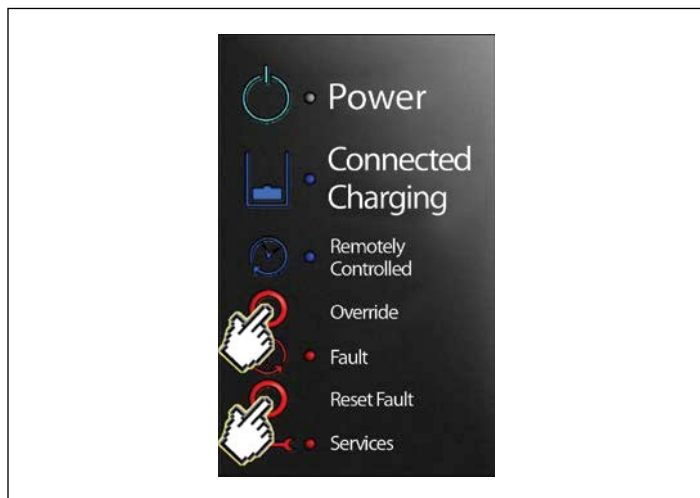 Power
Connected
Charging
Remotely
Controlled
Override
Fault
Reset Fault
Services